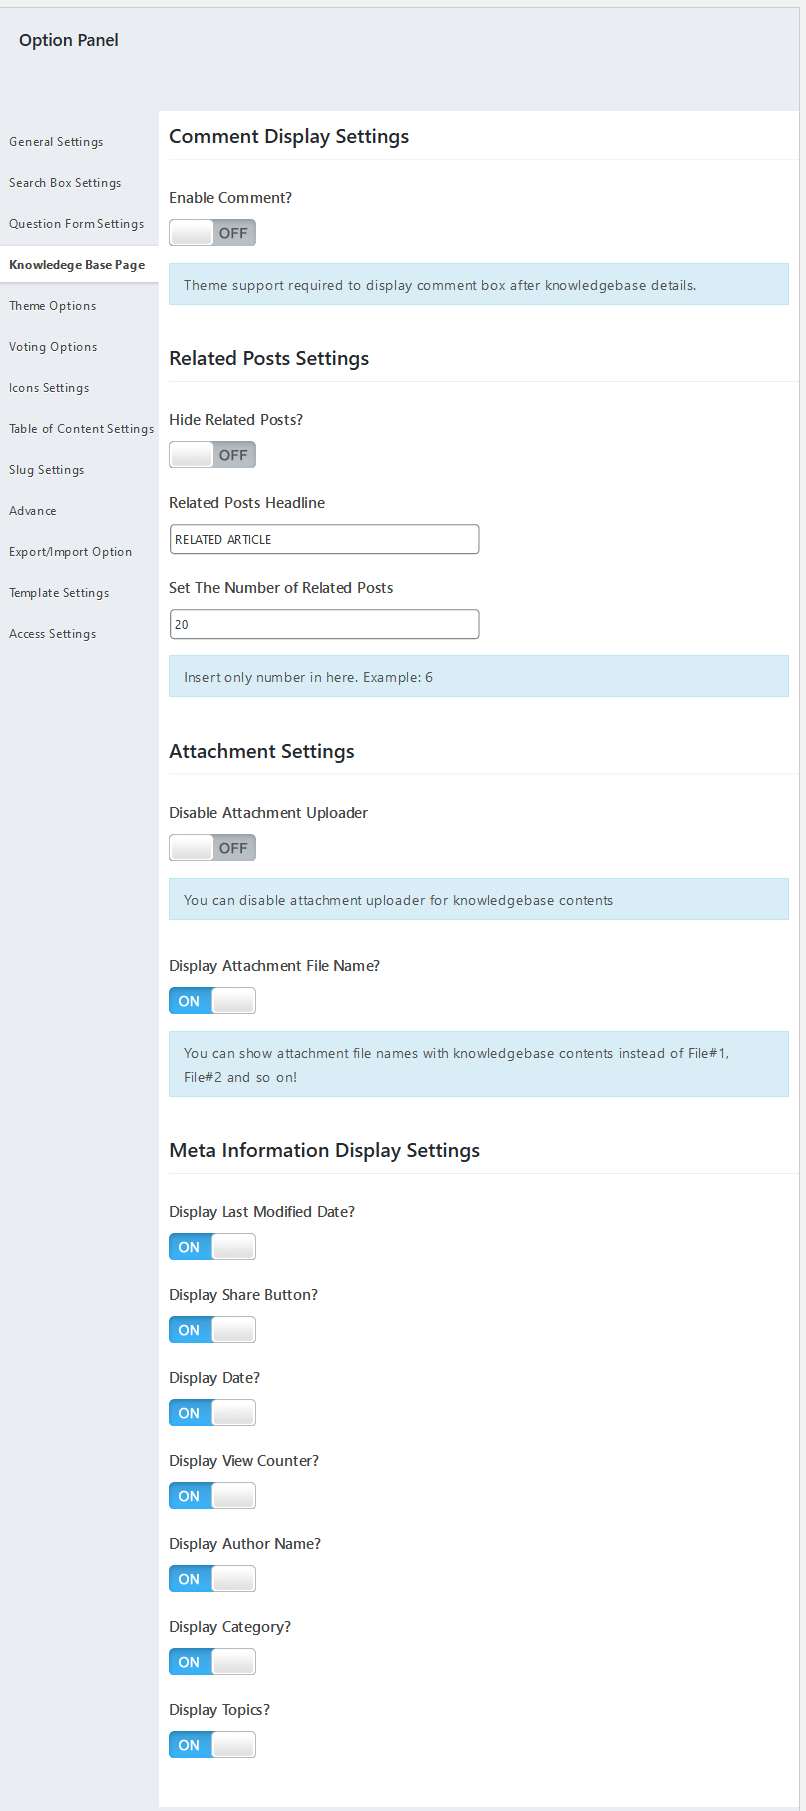 Option Panel
General Settings
Search Box Settings
Question Form Settings
Knowledege Base Page
Theme Options
Voting Options
Icons Settings
Table of Content Settings
Slug Settings
Advance
Export/Import Option
Template Settings
Access Settings
Comment Display Settings
Enable Comment?
OFF
Theme support required to display comment box after knowledgebase details.
Related Posts Settings
Hide Related Posts?
OFF
Related Posts Headline
RELATED ARTICLE
Set The Number of Related Posts
20
Insert only number in here. Example: 6
Attachment Settings
Disable Attachment Uploader
OFF
You can disable attachment uploader for knowledgebase contents
Display Attachment File Name?
ON
You can show attachment file names with knowledgebase contents instead of File#1,
File#2 and so on!
Meta Information Display Settings
Display Last Modified Date?
ON
Display Share Button?
ON
Display Date?
ON
Display View Counter?
ON
Display Author Name?
ON
Display Category?
ON
Display Topics?
ON